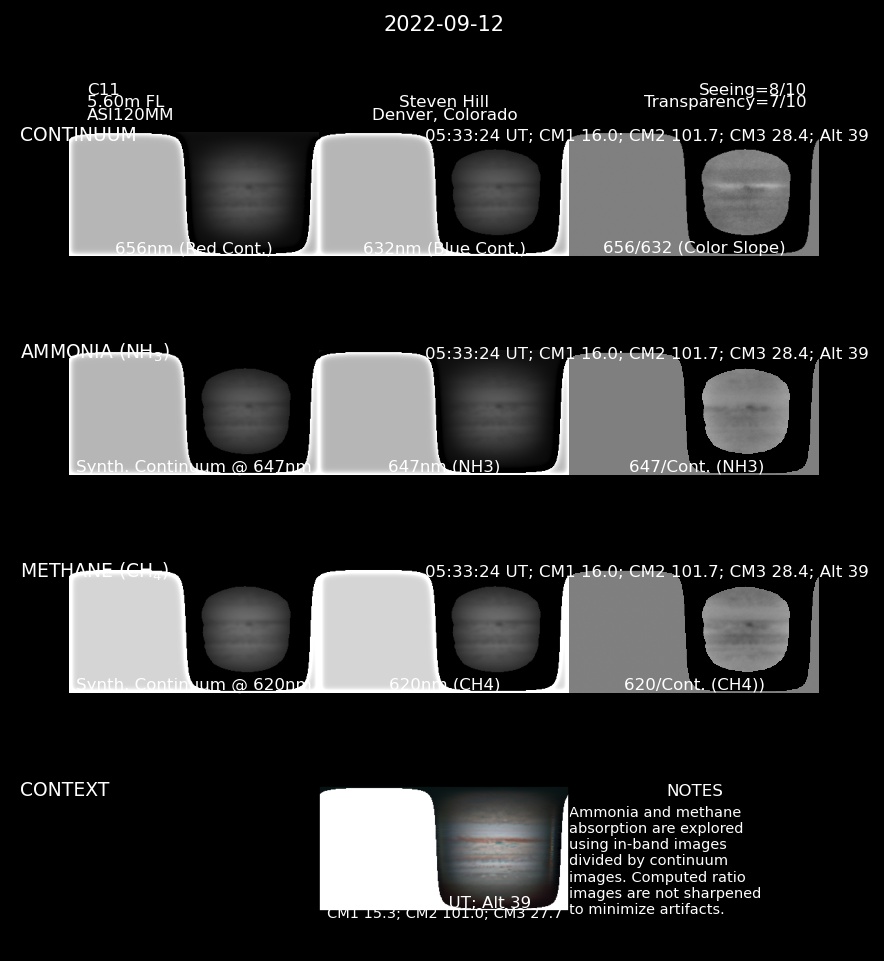 2022-09-12
C11
5.60m FL
ASI120MM
Steven Hill
Denver, Colorado
Seeing=8/10
Transparency=7/10
CONTINUUM
05:33:24 UT; CM1 16.0; CM2 101.7; CM3 28.4; Alt 39
656nm (Red Cont.)
632nm (Blue Cont.)
656/632 (Color Slope)
AMMONIA (NH₃)
05:33:24 UT; CM1 16.0; CM2 101.7; CM3 28.4; Alt 39
Synth. Continuum @ 647nm
647nm (NH3)
647/Cont. (NH3)
METHANE (CH₄)
05:33:24 UT; CM1 16.0; CM2 101.7; CM3 28.4; Alt 39
Synth. Continuum @ 620nm
620nm (CH4)
620/Cont. (CH4))
CONTEXT
UT; Alt 39
CM1 15.3; CM2 101.0; CM3 27.7
NOTES
Ammonia and methane
absorption are explored
using in-band images
divided by continuum
images. Computed ratio
images are not sharpened
to minimize artifacts.